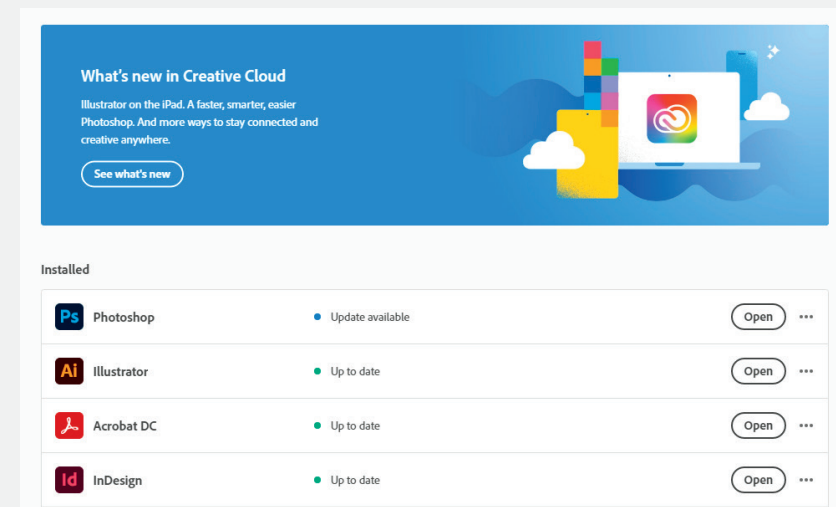 What's new in Creative Cloud
Illustrator on the iPad. A faster, smarter, easier
Photoshop. And more ways to stay connected and
creative anywhere.
See what's new
Installed
Ps Photoshop Update available Open
Ai Illustrator Up to date Open
Acrobat DC Up to date Open
Id InDesign Up to date Open